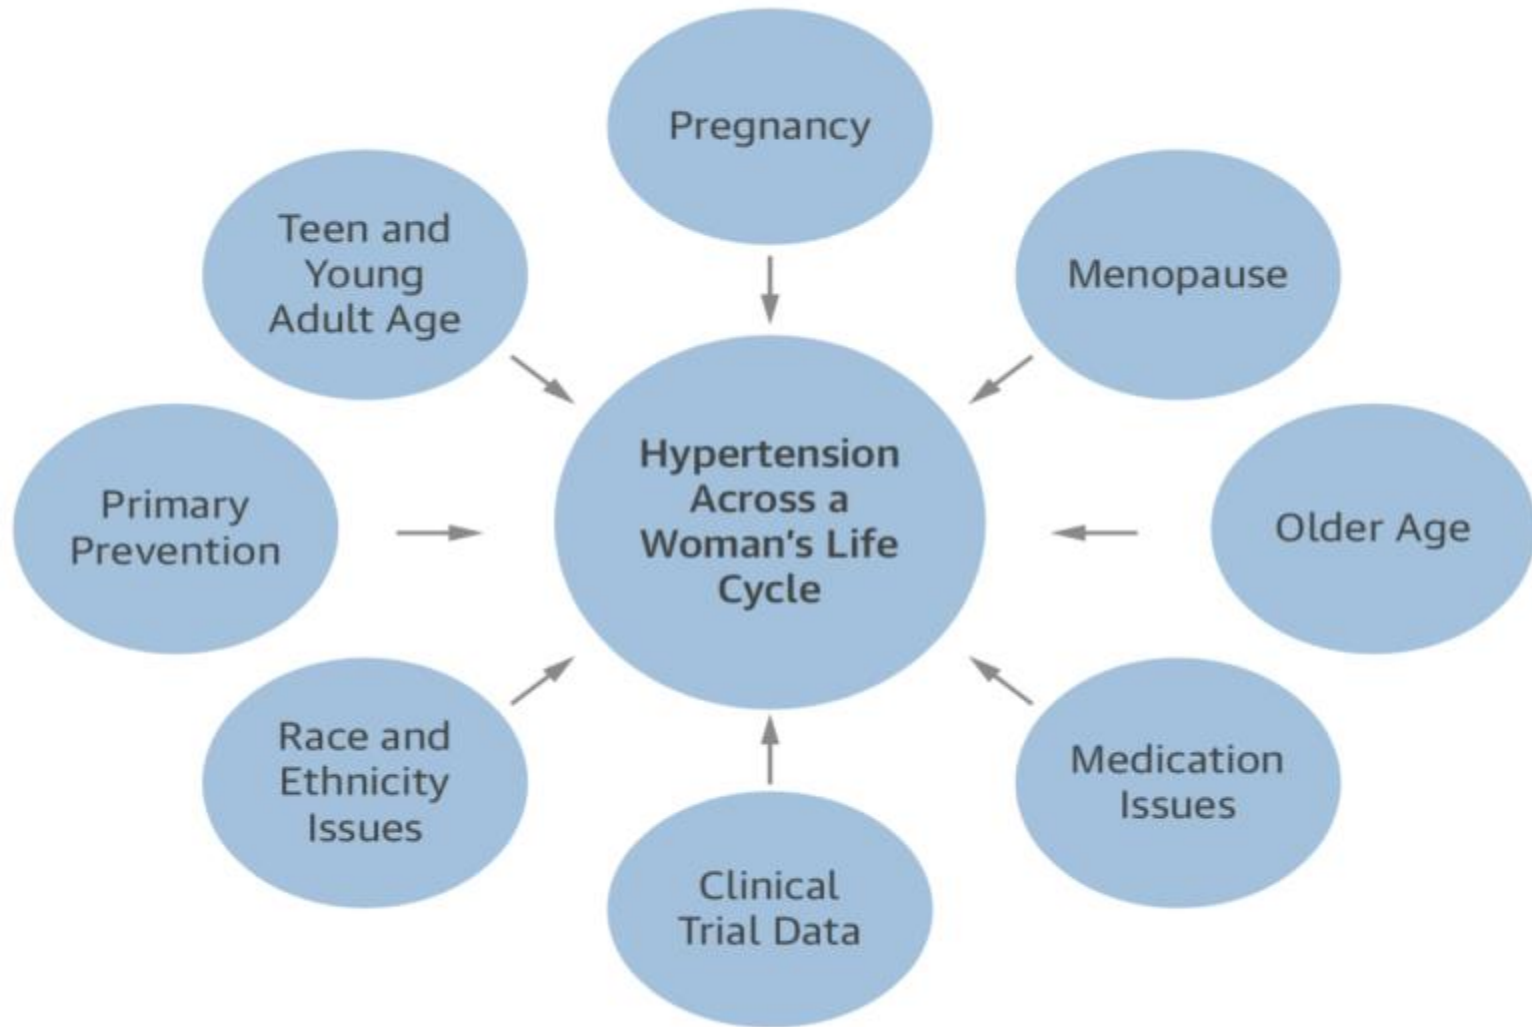 Pregnancy
Teen and
Young
Adult Age
Menopause
Hypertension
Across a
Woman's Life
Cycle
Primary
Prevention
Older Age
Race and
Ethnicity
Issues
Medication
Issues
Clinical
Trial Data